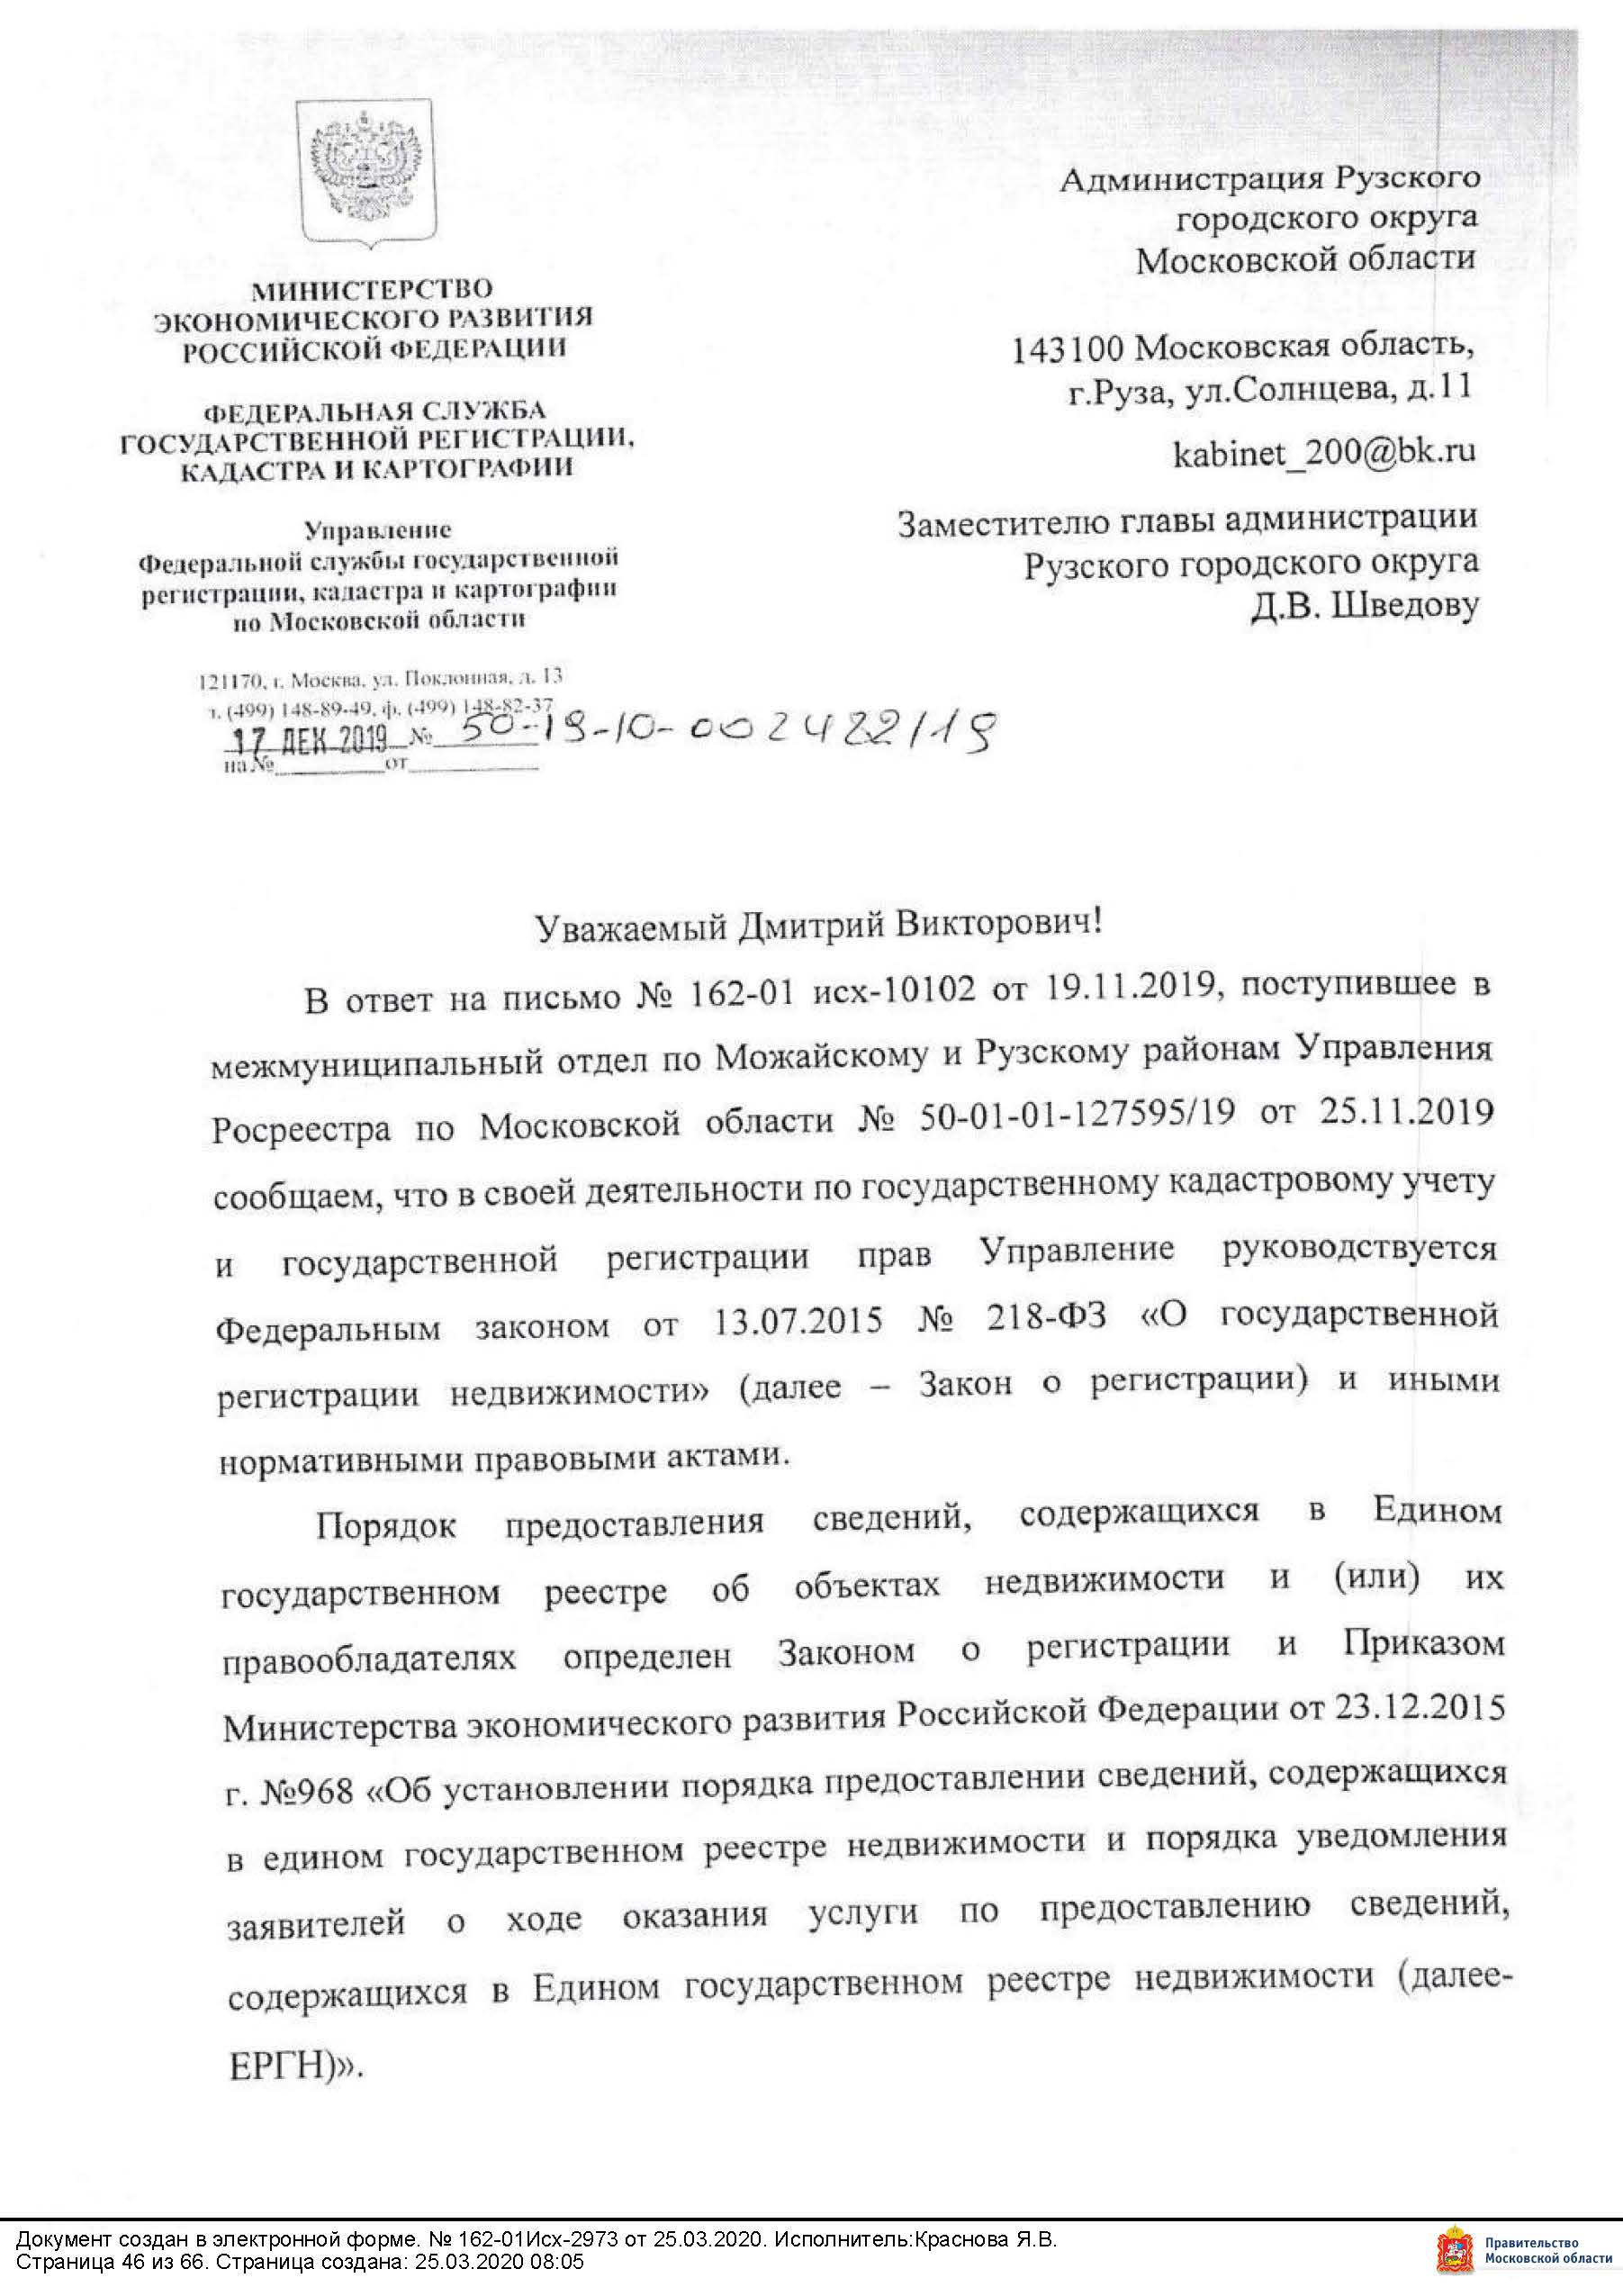 МИНИСТЕРСТВО
ЭКОНОМИЧЕСКОГО РАЗВИТИЯ
РОССИЙСКОЙ ФЕДЕРАЦИИ
ФЕДЕРАЛЬНАЯ СЛУЖБА
ГОСУДАРСТВЕННОЙ РЕГИСТРАЦИИ,
КАДАСТРА И КАРТОГРАФИИ
Управление
Федеральной службы государственной
регистрации, кадастра и картографии
по Московской области
121170, г. Москва, ул. Поклонная, д. 13
т. (499) 148-89-49, ф. (499) 148-82-37
17 ДЕК 2019 № 50-19-10-002422/19
на № от
Администрация Рузского
городского округа
Московской области
143100 Московская область,
г.Руза, ул.Солнцева, д.11
kabinet_200@bk.ru
Заместителю главы администрации
Рузского городского округа
Д.В. Шведову
Уважаемый Дмитрий Викторович!
В ответ на письмо № 162-01 исх-10102 от 19.11.2019, поступившее в
межмуниципальный отдел по Можайскому и Рузскому районам Управления
Росреестра по Московской области № 50-01-01-127595/19 от 25.11.2019
сообщаем, что в своей деятельности по государственному кадастровому учету
и государственной регистрации прав Управление руководствуется
Федеральным законом от 13.07.2015 № 218-ФЗ «О государственной
регистрации недвижимости» (далее – Закон о регистрации) и иными
нормативными правовыми актами.
Порядок предоставления сведений, содержащихся в Едином
государственном реестре об объектах недвижимости и (или) их
правообладателях определен Законом о регистрации и Приказом
Министерства экономического развития Российской Федерации от 23.12.2015
г. №968 «Об установлении порядка предоставлении сведений, содержащихся
в едином государственном реестре недвижимости и порядка уведомления
заявителей о ходе оказания услуги по предоставлению сведений,
содержащихся в Едином государственном реестре недвижимости (далее-
ЕРГН)».
Документ создан в электронной форме. № 162-01Исх-2973 от 25.03.2020. Исполнитель:Краснова Я.В.
Страница 46 из 66. Страница создана: 25.03.2020 08:05
Правительство
Московской области